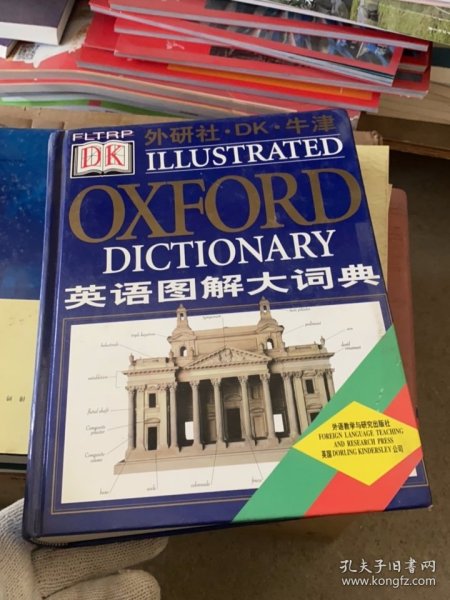 FLTRP
DK
外研社·DK·牛津
ILLUSTRATED
OXFORD
DICTIONARY
英语图解大词典
外语教学与研究出版社
FOREIGN LANGUAGE TEACHING
AND RESEARCH PRESS
英国DORLING KINDERSLEY公司
孔夫子旧书网
www.kongfz.com